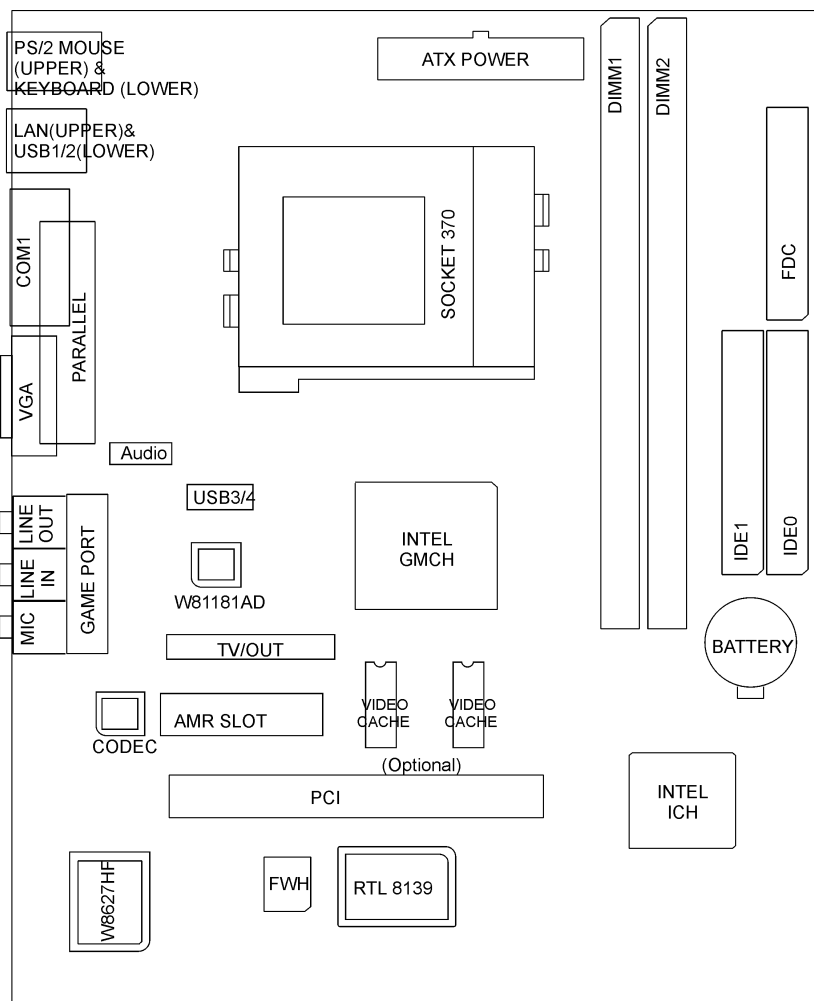 PS/2 MOUSE
(UPPER) &
KEYBOARD (LOWER)
ATX POWER
DIMM1
DIMM2
LAN(UPPER)&
USB1/2(LOWER)
COM1
PARALLEL
SOCKET 370
FDC
VGA
Audio
USB3/4
LINE
OUT
LINE
IN
MIC
GAME PORT
INTEL
GMCH
IDE1
IDE0
W81181AD
TV/OUT
BATTERY
CODEC
AMR SLOT
VIDEO
CACHE
VIDEO
CACHE
(Optional)
PCI
INTEL
ICH
W8627HF
FWH
RTL 8139